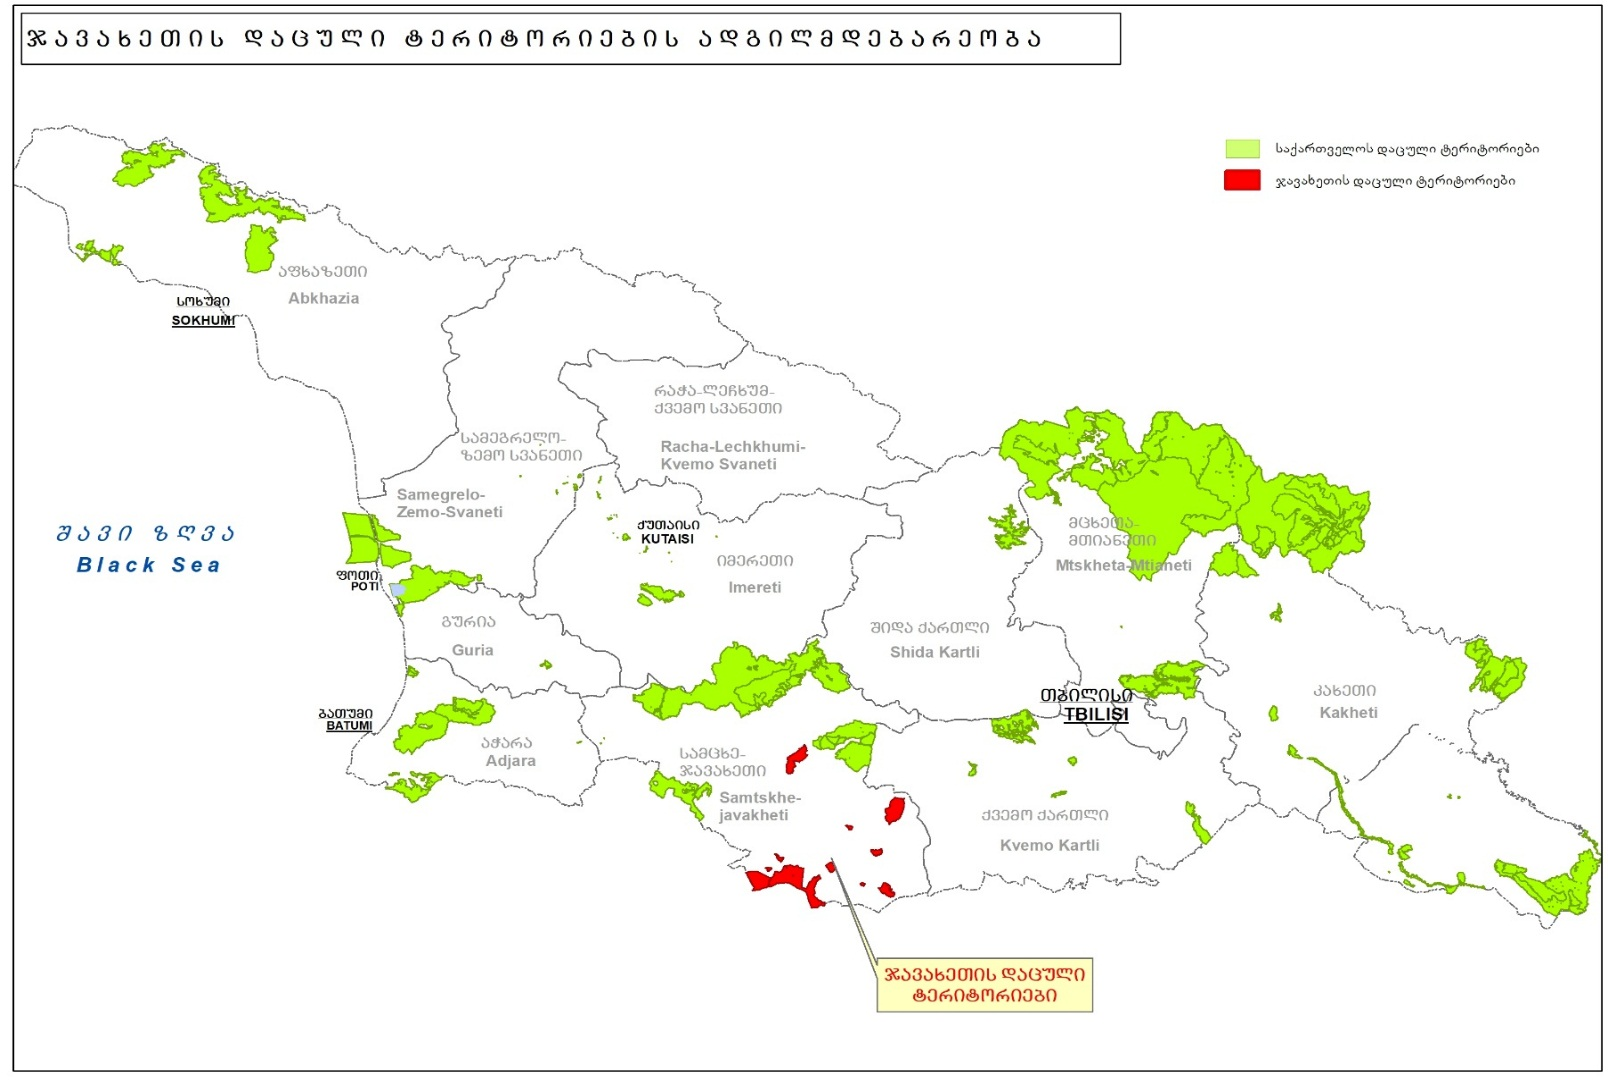 ჯავახეთის დაცული ტერიტორიების ადგილმდებარეობა
საქართველოს დაცული ტერიტორიები
ჯავახეთის დაცული ტერიტორიები
აფხაზეთი
Abkhazia
სოხუმი
SOKHUMI
რაჭა-ლეჩხუმ-
ქვემო სვანეთი
Racha-Lechkhumi-
Kvemo Svaneti
სამეგრელო-
ზემო სვანეთი
Samegrelo-
Zemo-Svaneti
შავი ზღვა
Black Sea
ქუთაისი
KUTAISI
იმერეთი
Imereti
მცხეთა-
მთიანეთი
Mtskheta-Mtianeti
ფოთი
POTI
გურია
Guria
შიდა ქართლი
Shida Kartli
თბილისი
TBILISI
კახეთი
Kakheti
ბათუმი
BATUMI
აჭარა
Adjara
სამცხე-
ჯავახეთი
Samtskhe-
javakheti
ქვემო ქართლი
Kvemo Kartli
ჯავახეთის დაცული
ტერიტორიები